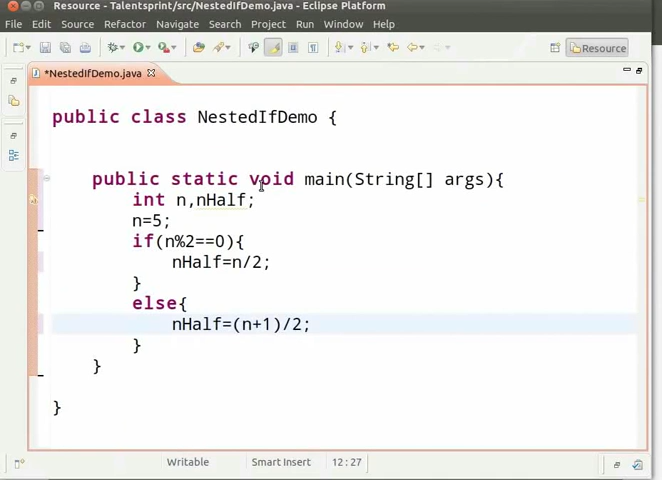 Resource - Talentsprint/src/NestedIfDemo.java - Eclipse Platform
File Edit Source Refactor Navigate Search Project Run Window Help
Resource
*NestedIfDemo.java
public class NestedIfDemo {
public static void main(String[] args){
int n,nHalf;
n=5;
if(n%2==0){
nHalf=n/2;
}
else{
nHalf=(n+1)/2;
}
}
}
Writable Smart Insert 12:27